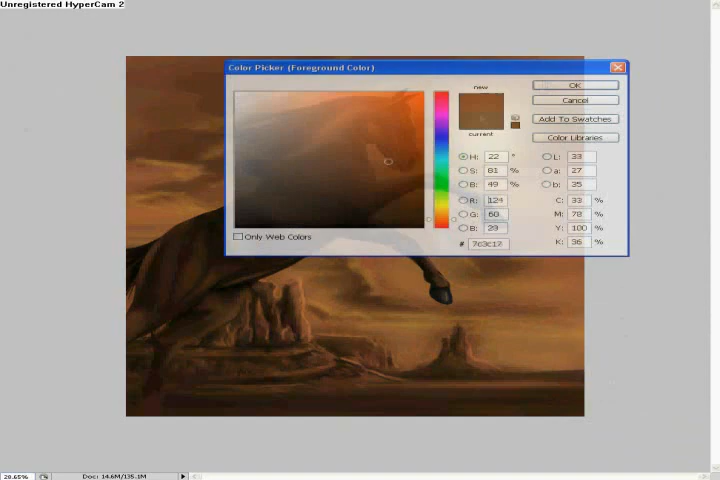 Unregistered HyperCam 2
Color Picker (Foreground Color)
new
OK
Cancel
Add To Swatches
current
Color Libraries
H: 22 °
L: 33
S: 81 %
a: 27
B: 49 %
b: 35
R: 124
C: 33 %
G: 60
M: 78 %
B: 23
Y: 100 %
# 7c3c17
K: 36 %
Only Web Colors
20.65%
Doc: 14.6M/135.1M